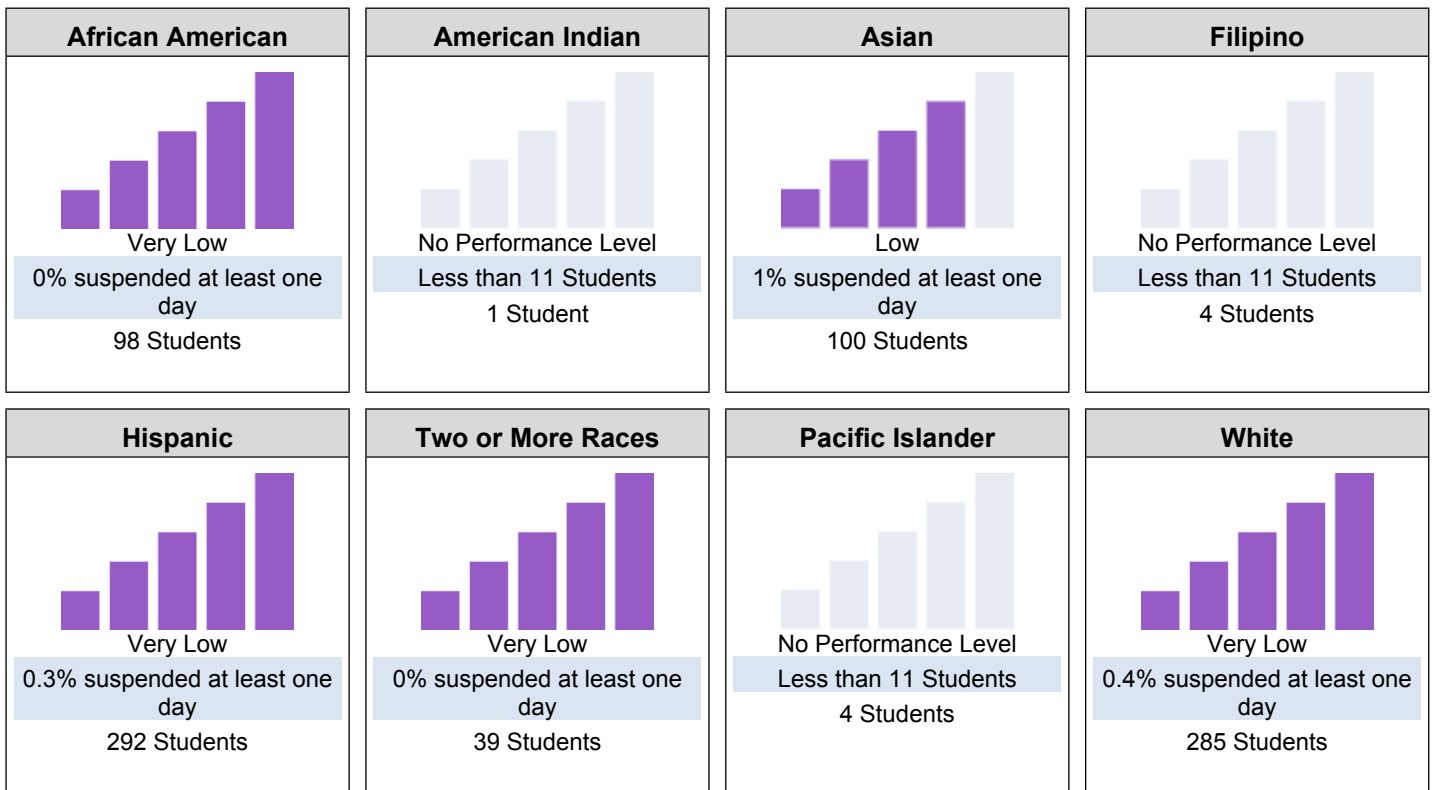 African American
Very Low
0% suspended at least one
day
98 Students
American Indian
No Performance Level
Less than 11 Students
1 Student
Asian
Low
1% suspended at least one
day
100 Students
Filipino
No Performance Level
Less than 11 Students
4 Students
Hispanic
Very Low
0.3% suspended at least one
day
292 Students
Two or More Races
Very Low
0% suspended at least one
day
39 Students
Pacific Islander
No Performance Level
Less than 11 Students
4 Students
White
Very Low
0.4% suspended at least one
day
285 Students